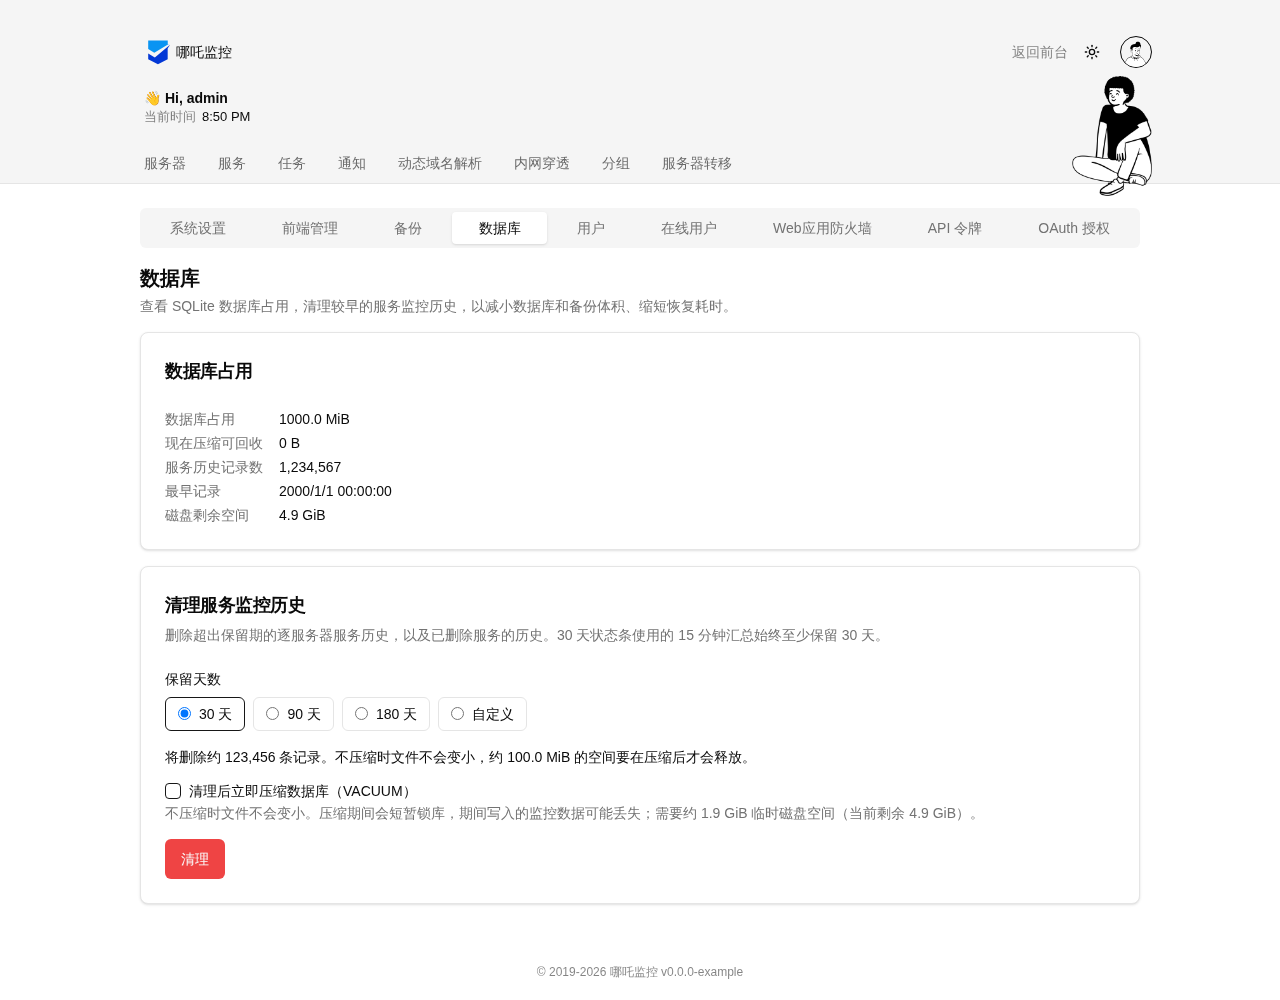 哪吒监控
返回前台
👋 Hi, admin
当前时间 8:50 PM
服务器 服务 任务 通知 动态域名解析 内网穿透 分组 服务器转移
系统设置 前端管理 备份 数据库 用户 在线用户 Web应用防火墙 API 令牌 OAuth 授权
数据库
查看 SQLite 数据库占用，清理较早的服务监控历史，以减小数据库和备份体积、缩短恢复耗时。
数据库占用
数据库占用 1000.0 MiB
现在压缩可回收 0 B
服务历史记录数 1,234,567
最早记录 2000/1/1 00:00:00
磁盘剩余空间 4.9 GiB
清理服务监控历史
删除超出保留期的逐服务器服务历史，以及已删除服务的历史。30 天状态条使用的 15 分钟汇总始终至少保留 30 天。
保留天数
30 天 90 天 180 天 自定义
将删除约 123,456 条记录。不压缩时文件不会变小，约 100.0 MiB 的空间要在压缩后才会释放。
清理后立即压缩数据库（VACUUM）
不压缩时文件不会变小。压缩期间会短暂锁库，期间写入的监控数据可能丢失；需要约 1.9 GiB 临时磁盘空间（当前剩余 4.9 GiB）。
清理
© 2019-2026 哪吒监控 v0.0.0-example